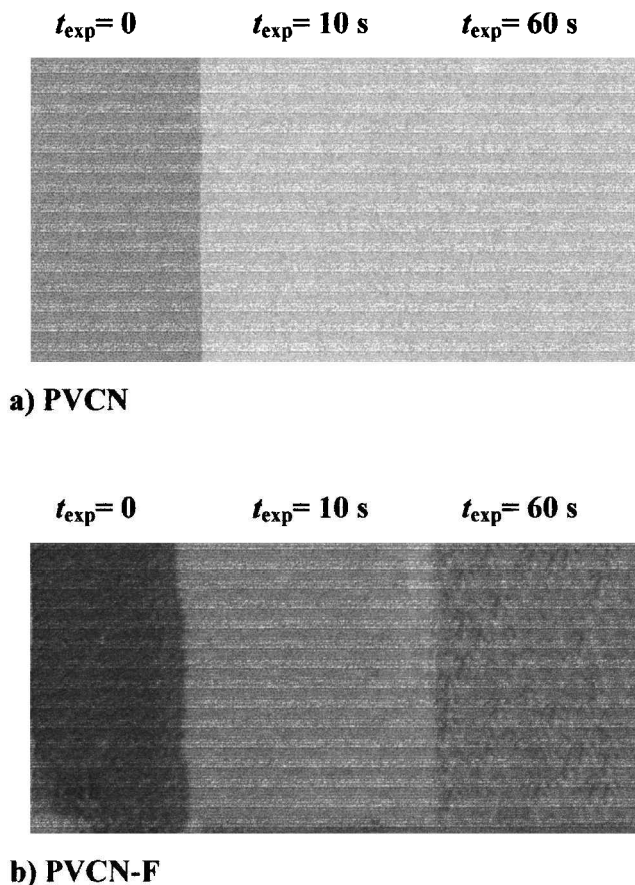 t_exp= 0 t_exp= 10 s t_exp= 60 s
a) PVCN
t_exp= 0 t_exp= 10 s t_exp= 60 s
b) PVCN-F